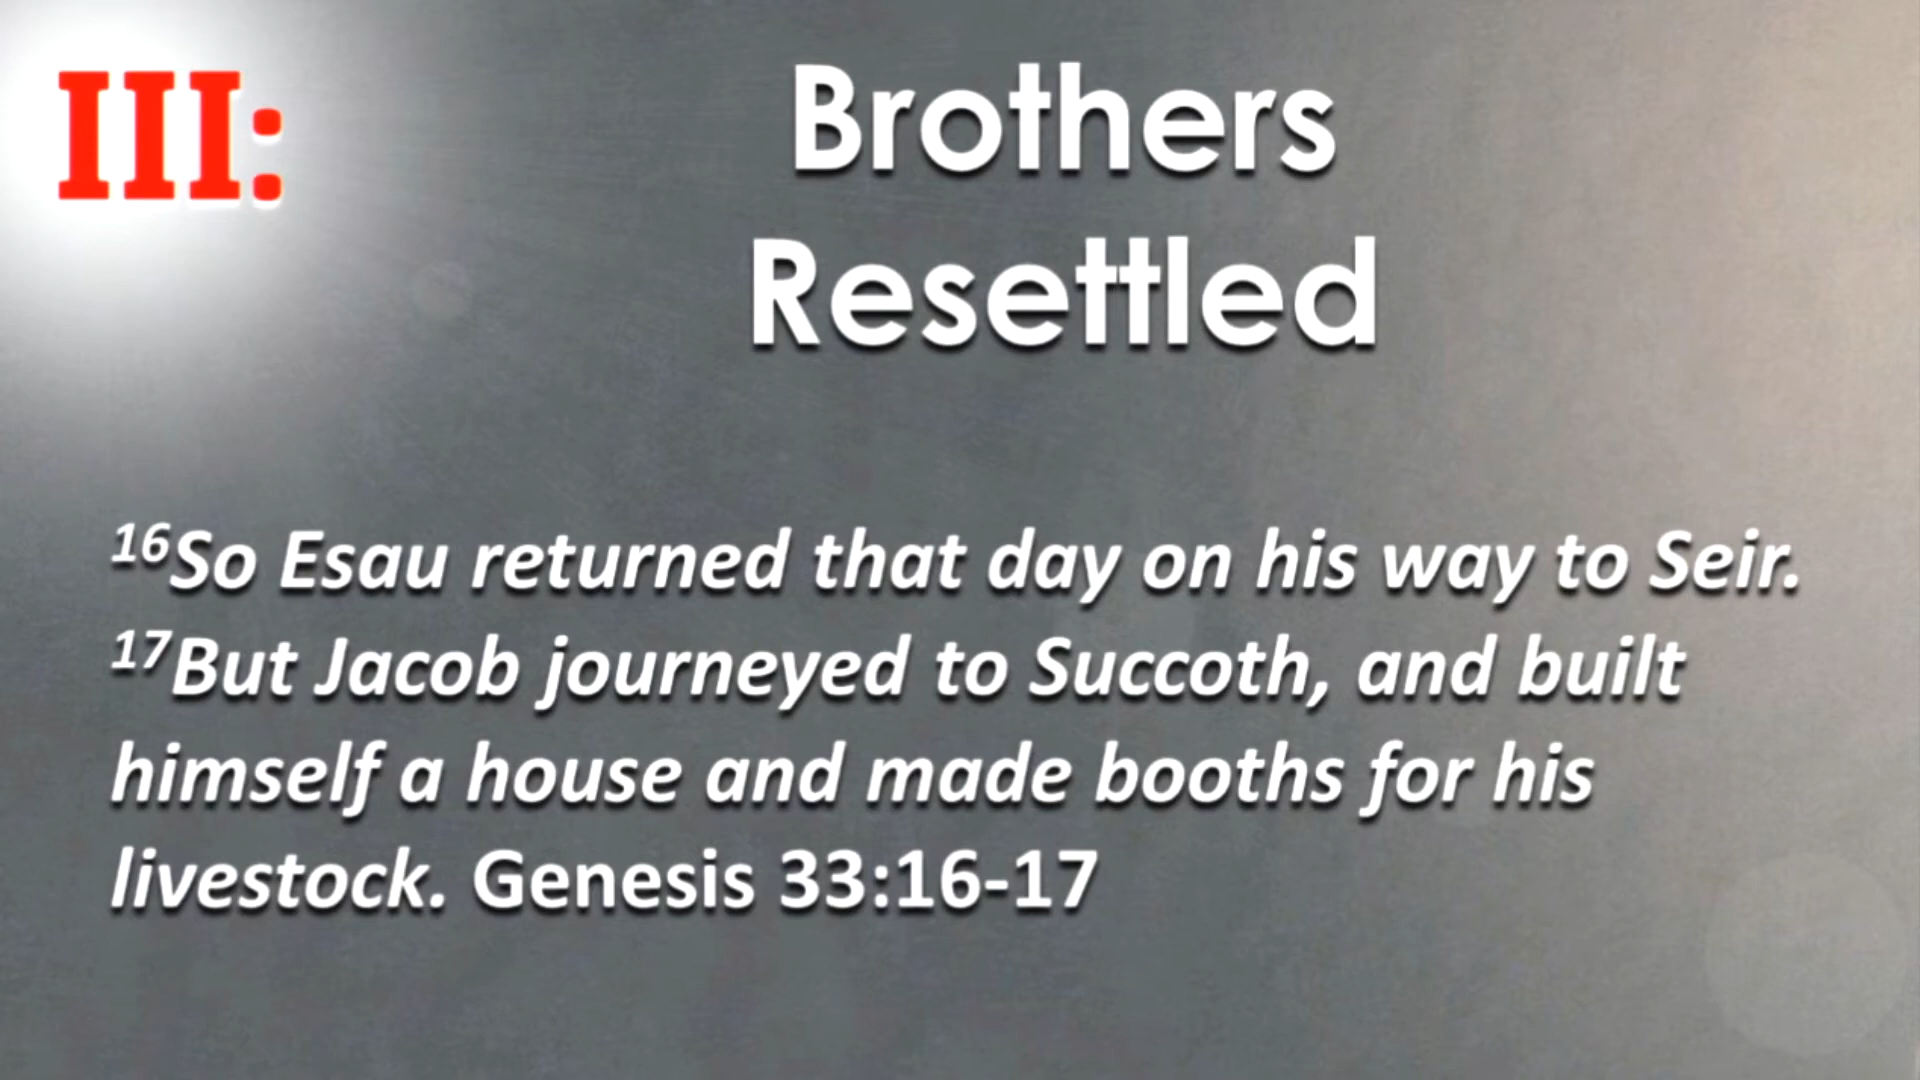 III:
Brothers
Resettled
16So Esau returned that day on his way to Seir.
17But Jacob journeyed to Succoth, and built
himself a house and made booths for his
livestock. Genesis 33:16-17